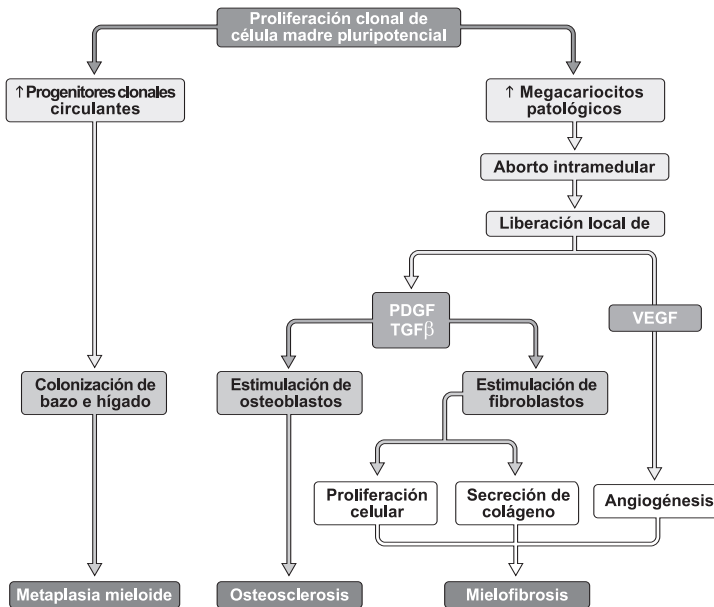 Proliferación clonal de
célula madre pluripotencial
↑ Progenitores clonales
circulantes
↑ Megacariocitos
patológicos
Aborto intramedular
Liberación local de
PDGF
TGFβ
VEGF
Colonización de
bazo e hígado
Estimulación de
osteoblastos
Estimulación de
fibroblastos
Proliferación
celular
Secreción de
colágeno
Angiogénesis
Metaplasia mieloide
Osteosclerosis
Mielofibrosis